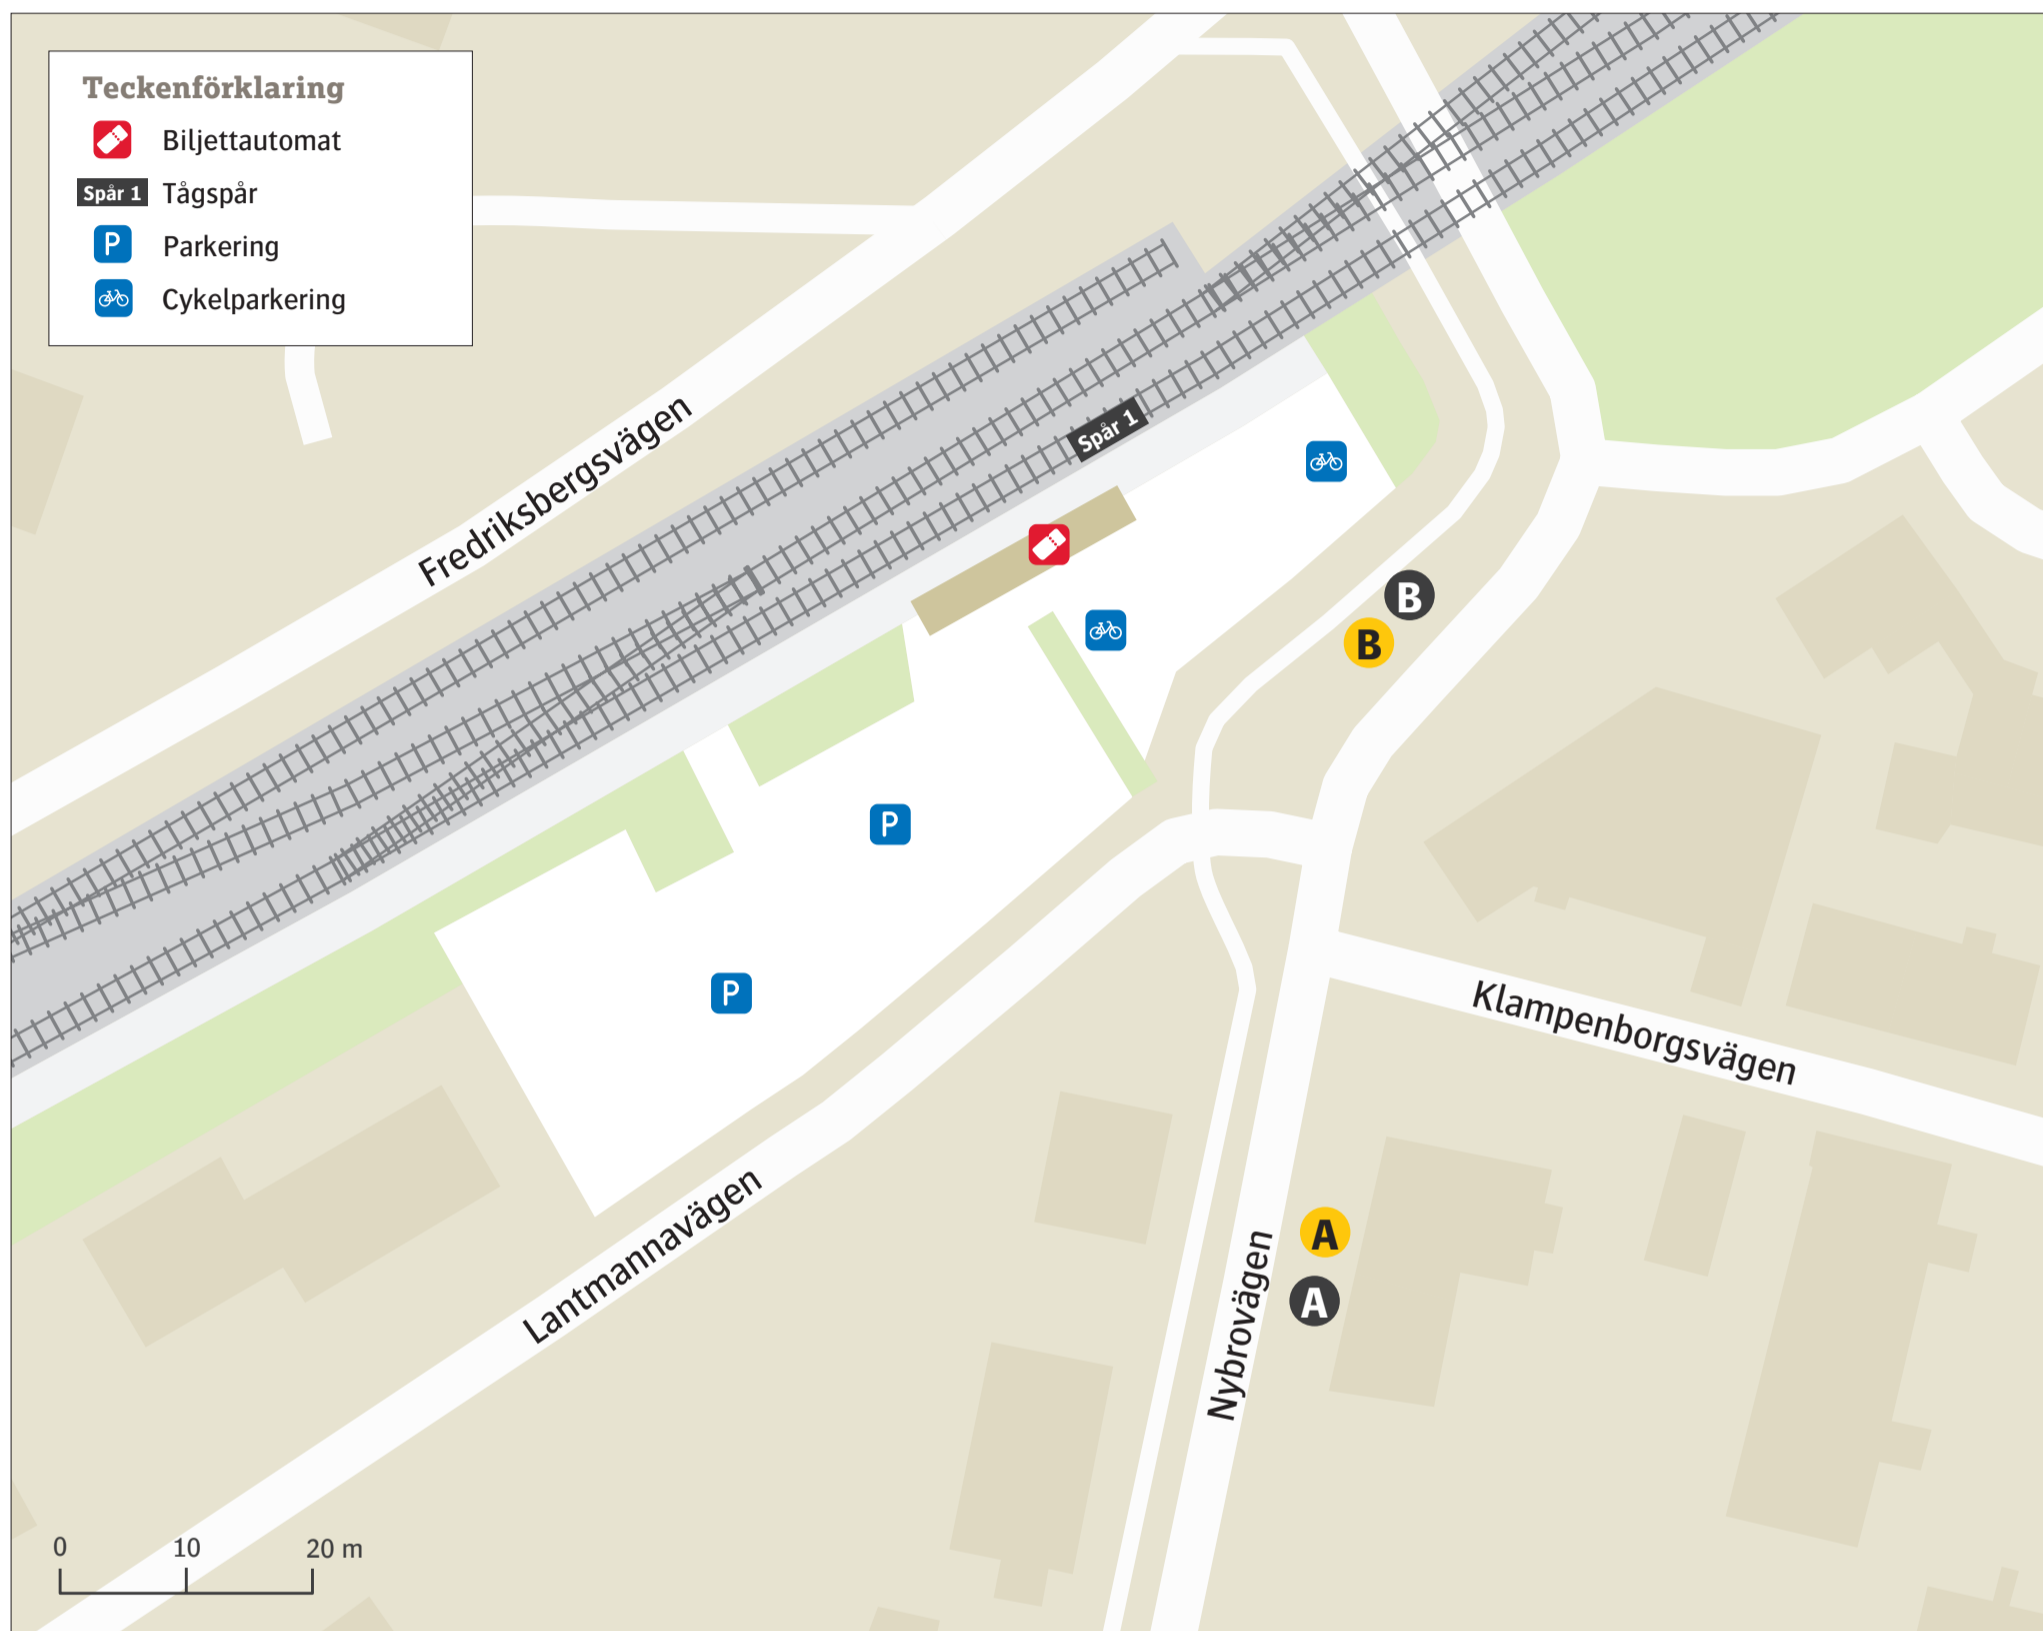 Teckenförklaring
Biljettautomat
Spår 1 Tågspår
P Parkering
Cykelparkering
Fredriksbergsvägen
Spår 1
B
B
P
P
Klampenborgsvägen
Lantmannavägen
A
Nybrovägen
A
0 10 20 m